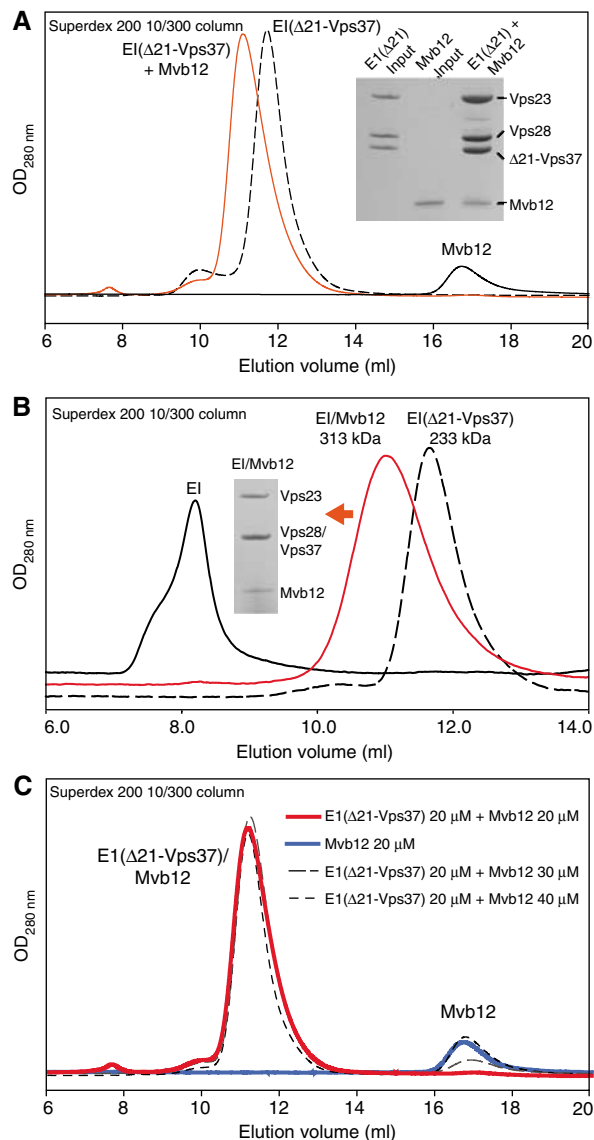 A
Superdex 200 10/300 column
EI(Δ21-Vps37)
EI(Δ21-Vps37)
+ Mvb12
E1(Δ21)
Input
Mvb12
Input
E1(Δ21) +
Mvb12
Vps23
Vps28
Δ21-Vps37
Mvb12
Mvb12
OD280 nm
6 8 10 12 14 16 18 20
Elution volume (ml)
B
Superdex 200 10/300 column
EI/Mvb12
313 kDa
EI(Δ21-Vps37)
233 kDa
EI
EI/Mvb12
Vps23
Vps28/
Vps37
Mvb12
OD280 nm
6.0 8.0 10.0 12.0 14.0
Elution volume (ml)
C
Superdex 200 10/300 column
E1(Δ21-Vps37) 20 μM + Mvb12 20 μM
Mvb12 20 μM
E1(Δ21-Vps37) 20 μM + Mvb12 30 μM
E1(Δ21-Vps37) 20 μM + Mvb12 40 μM
E1(Δ21-Vps37)/
Mvb12
Mvb12
OD280 nm
6 8 10 12 14 16 18 20
Elution volume (ml)